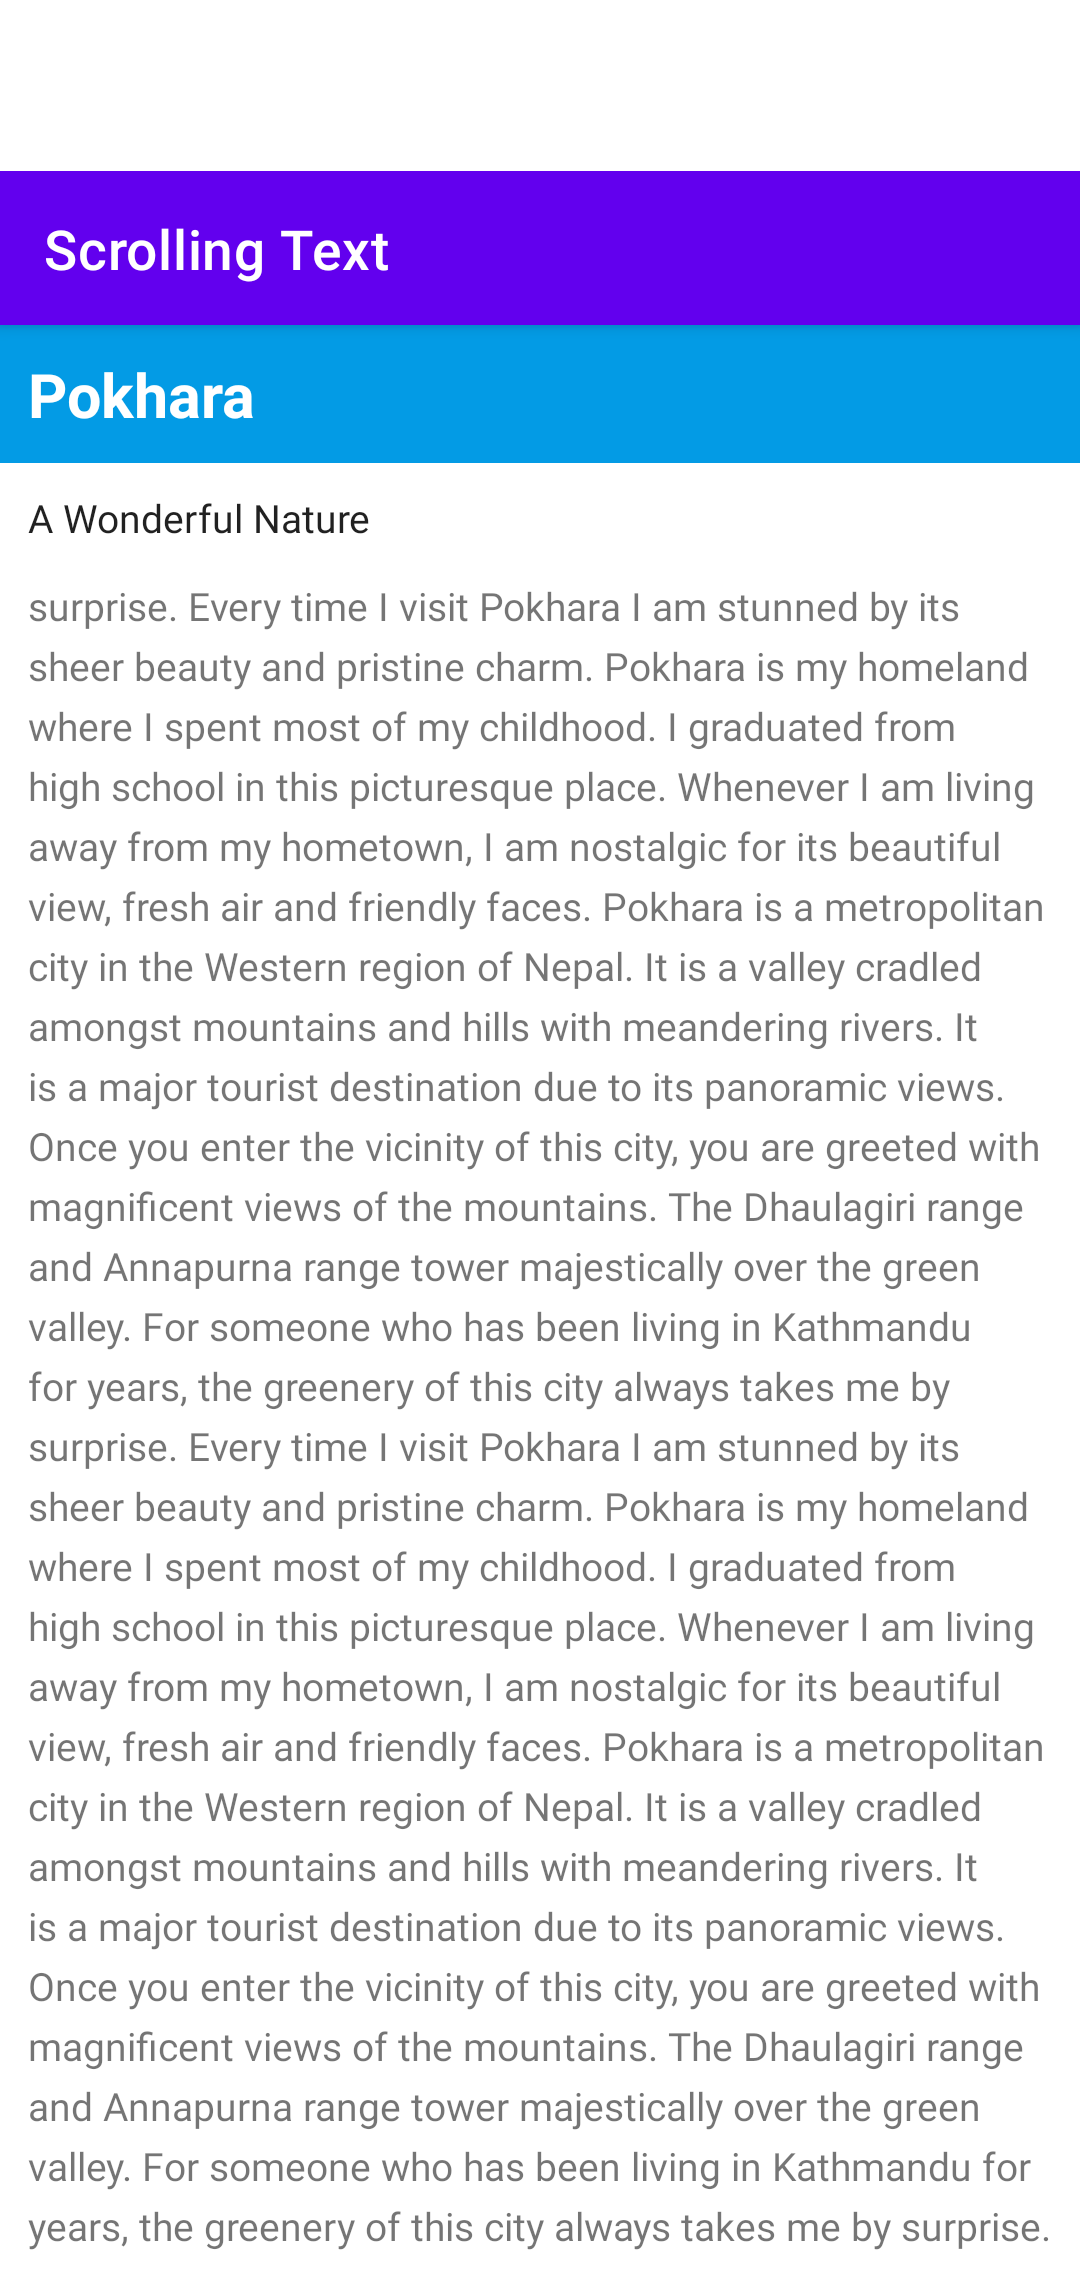 Scrolling Text
Pokhara
A Wonderful Nature
surprise. Every time I visit Pokhara I am stunned by its
sheer beauty and pristine charm. Pokhara is my homeland
where I spent most of my childhood. I graduated from
high school in this picturesque place. Whenever I am living
away from my hometown, I am nostalgic for its beautiful
view, fresh air and friendly faces. Pokhara is a metropolitan
city in the Western region of Nepal. It is a valley cradled
amongst mountains and hills with meandering rivers. It
is a major tourist destination due to its panoramic views.
Once you enter the vicinity of this city, you are greeted with
magnificent views of the mountains. The Dhaulagiri range
and Annapurna range tower majestically over the green
valley. For someone who has been living in Kathmandu
for years, the greenery of this city always takes me by
surprise. Every time I visit Pokhara I am stunned by its
sheer beauty and pristine charm. Pokhara is my homeland
where I spent most of my childhood. I graduated from
high school in this picturesque place. Whenever I am living
away from my hometown, I am nostalgic for its beautiful
view, fresh air and friendly faces. Pokhara is a metropolitan
city in the Western region of Nepal. It is a valley cradled
amongst mountains and hills with meandering rivers. It
is a major tourist destination due to its panoramic views.
Once you enter the vicinity of this city, you are greeted with
magnificent views of the mountains. The Dhaulagiri range
and Annapurna range tower majestically over the green
valley. For someone who has been living in Kathmandu for
years, the greenery of this city always takes me by surprise.